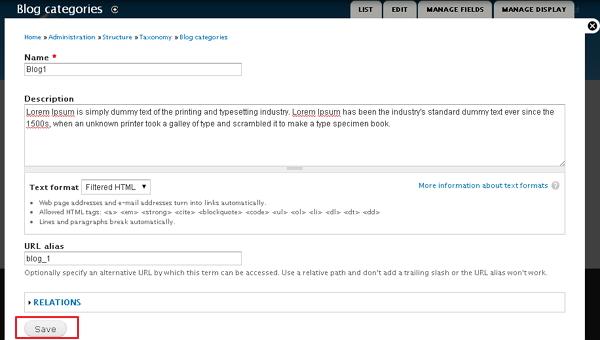 Blog categories
LIST EDIT MANAGE FIELDS MANAGE DISPLAY
Home » Administration » Structure » Taxonomy » Blog categories
Name *
Blog1
Description
Lorem Ipsum is simply dummy text of the printing and typesetting industry. Lorem Ipsum has been the industry's standard dummy text ever since the
1500s, when an unknown printer took a galley of type and scrambled it to make a type specimen book.
Text format Filtered HTML More information about text formats ?
Web page addresses and e-mail addresses turn into links automatically.
Allowed HTML tags: <a> <em> <strong> <cite> <blockquote> <code> <ul> <ol> <li> <dl> <dt> <dd>
Lines and paragraphs break automatically.
URL alias
blog_1
Optionally specify an alternative URL by which this term can be accessed. Use a relative path and don't add a trailing slash or the URL alias won't work.
RELATIONS
Save